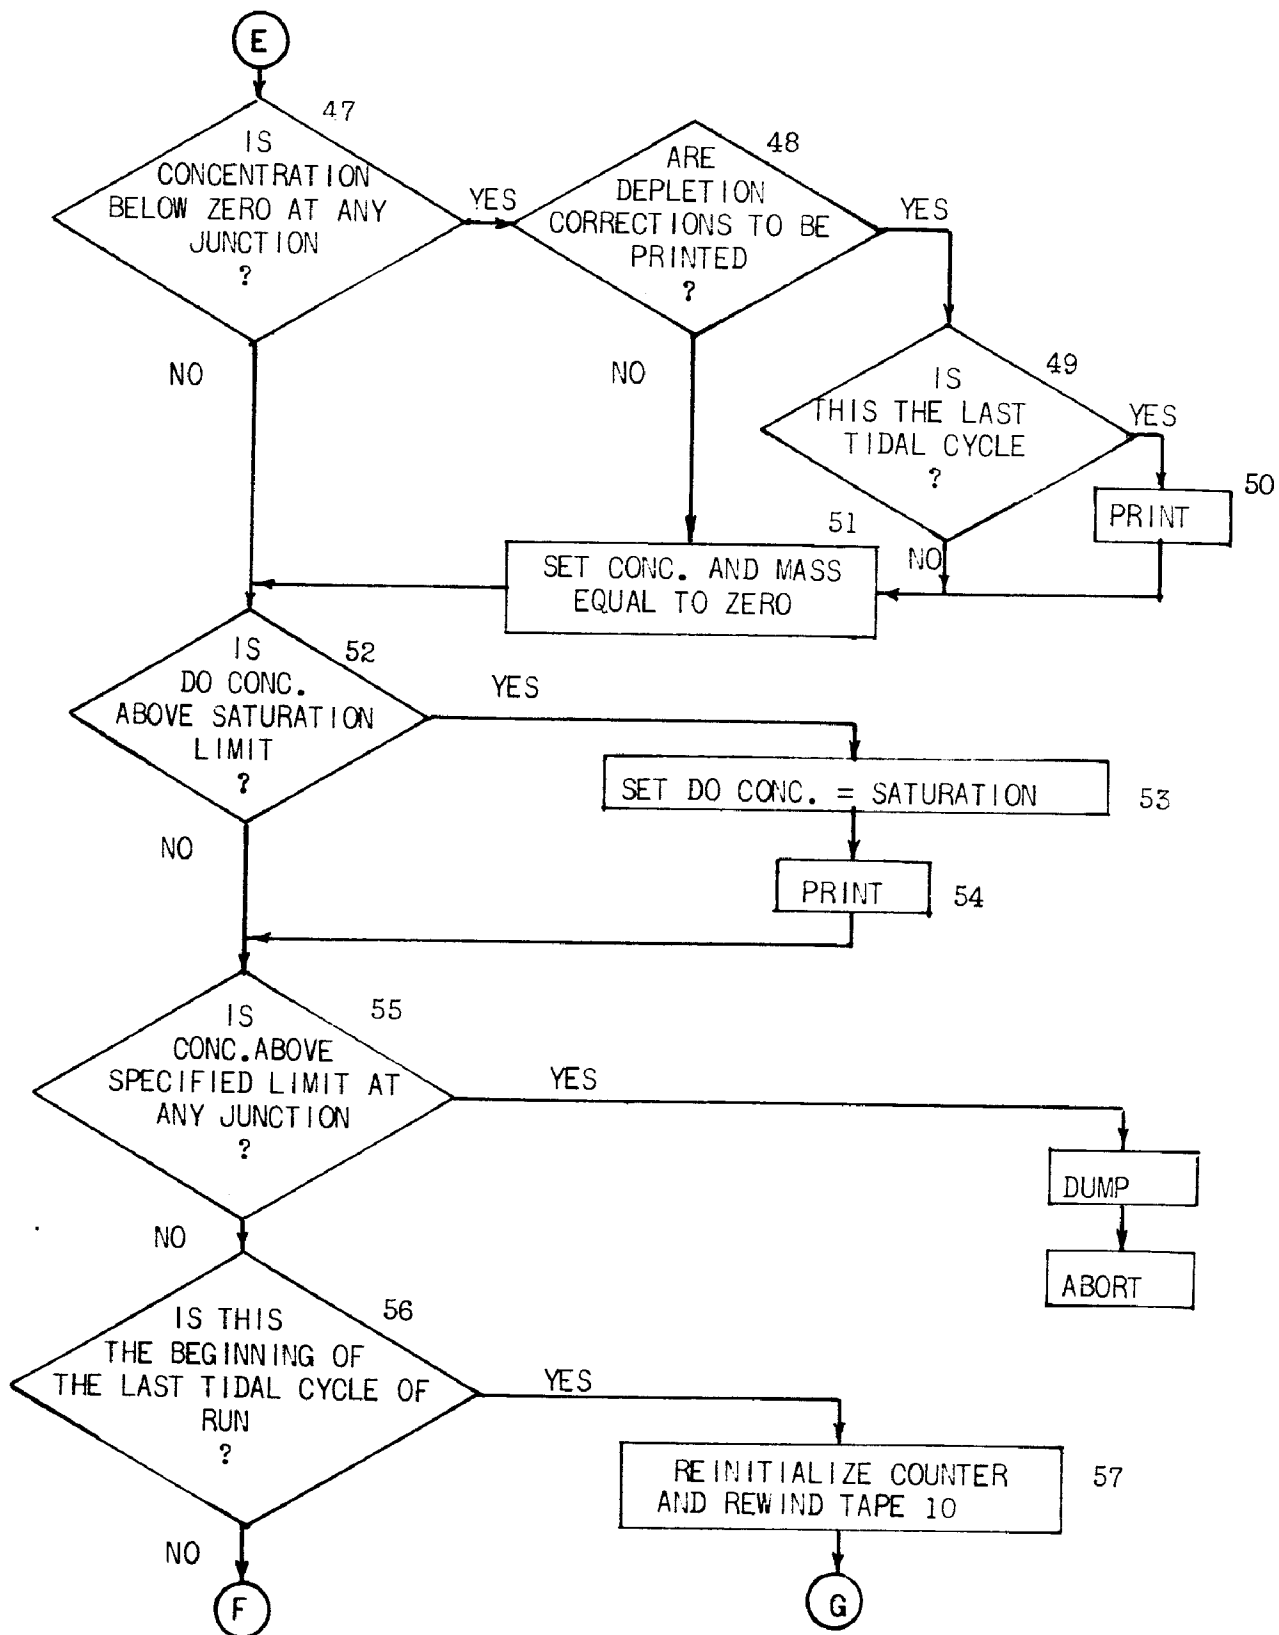 E
47
IS
CONCENTRATION
BELOW ZERO AT ANY
JUNCTION
?
YES
NO
48
ARE
DEPLETION
CORRECTIONS TO BE
PRINTED
?
YES
NO
49
IS
THIS THE LAST
TIDAL CYCLE
?
YES
NO
50
PRINT
51
SET CONC. AND MASS
EQUAL TO ZERO
52
IS
DO CONC.
ABOVE SATURATION
LIMIT
?
YES
NO
SET DO CONC. = SATURATION
53
PRINT
54
55
IS
CONC.ABOVE
SPECIFIED LIMIT AT
ANY JUNCTION
?
YES
NO
DUMP
ABORT
56
IS THIS
THE BEGINNING OF
THE LAST TIDAL CYCLE OF
RUN
?
YES
NO
REINITIALIZE COUNTER
AND REWIND TAPE 10
57
F
G